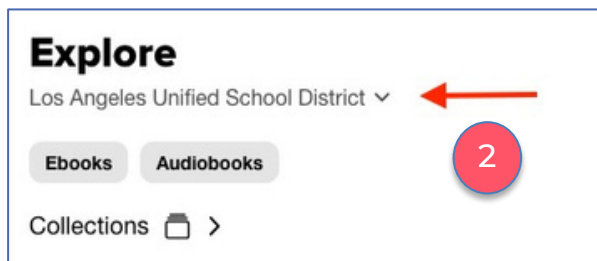 Explore
Los Angeles Unified School District
Ebooks Audiobooks
2
Collections